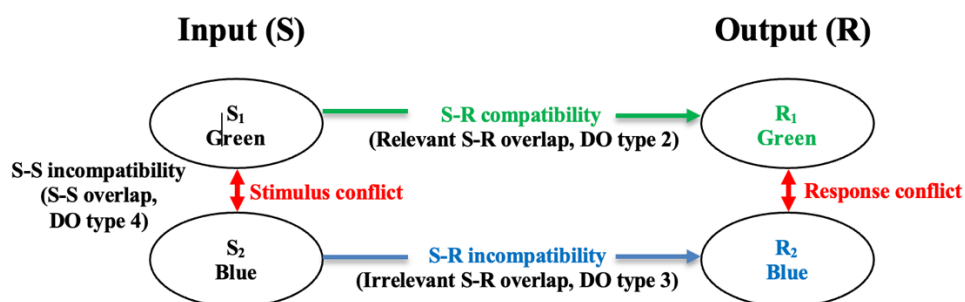 Input (S)
Output (R)
S1
Green
S-R compatibility
(Relevant S-R overlap, DO type 2)
R1
Green
S-S incompatibility
(S-S overlap,
DO type 4)
Stimulus conflict
Response conflict
S2
Blue
S-R incompatibility
(Irrelevant S-R overlap, DO type 3)
R2
Blue